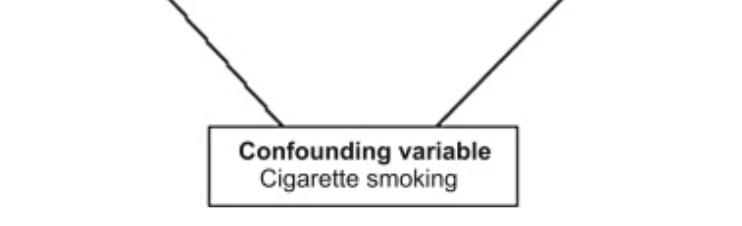 Confounding variable
Cigarette smoking